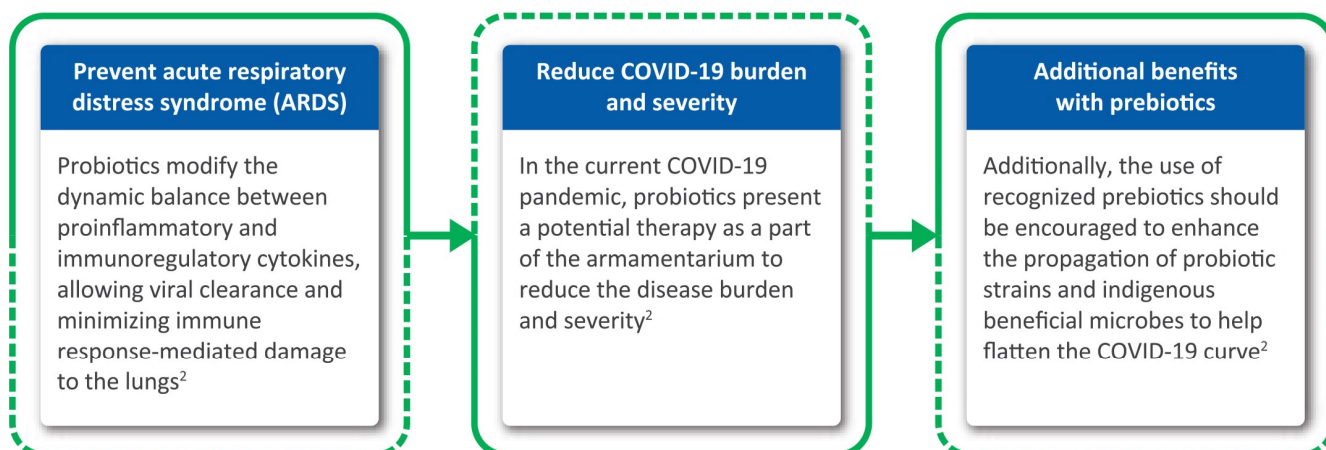 Prevent acute respiratory
distress syndrome (ARDS)
Probiotics modify the
dynamic balance between
proinflammatory and
immunoregulatory cytokines,
allowing viral clearance and
minimizing immune
response-mediated damage
to the lungs²
Reduce COVID-19 burden
and severity
In the current COVID-19
pandemic, probiotics present
a potential therapy as a part
of the armamentarium to
reduce the disease burden
and severity²
Additional benefits
with prebiotics
Additionally, the use of
recognized prebiotics should
be encouraged to enhance
the propagation of probiotic
strains and indigenous
beneficial microbes to help
flatten the COVID-19 curve²